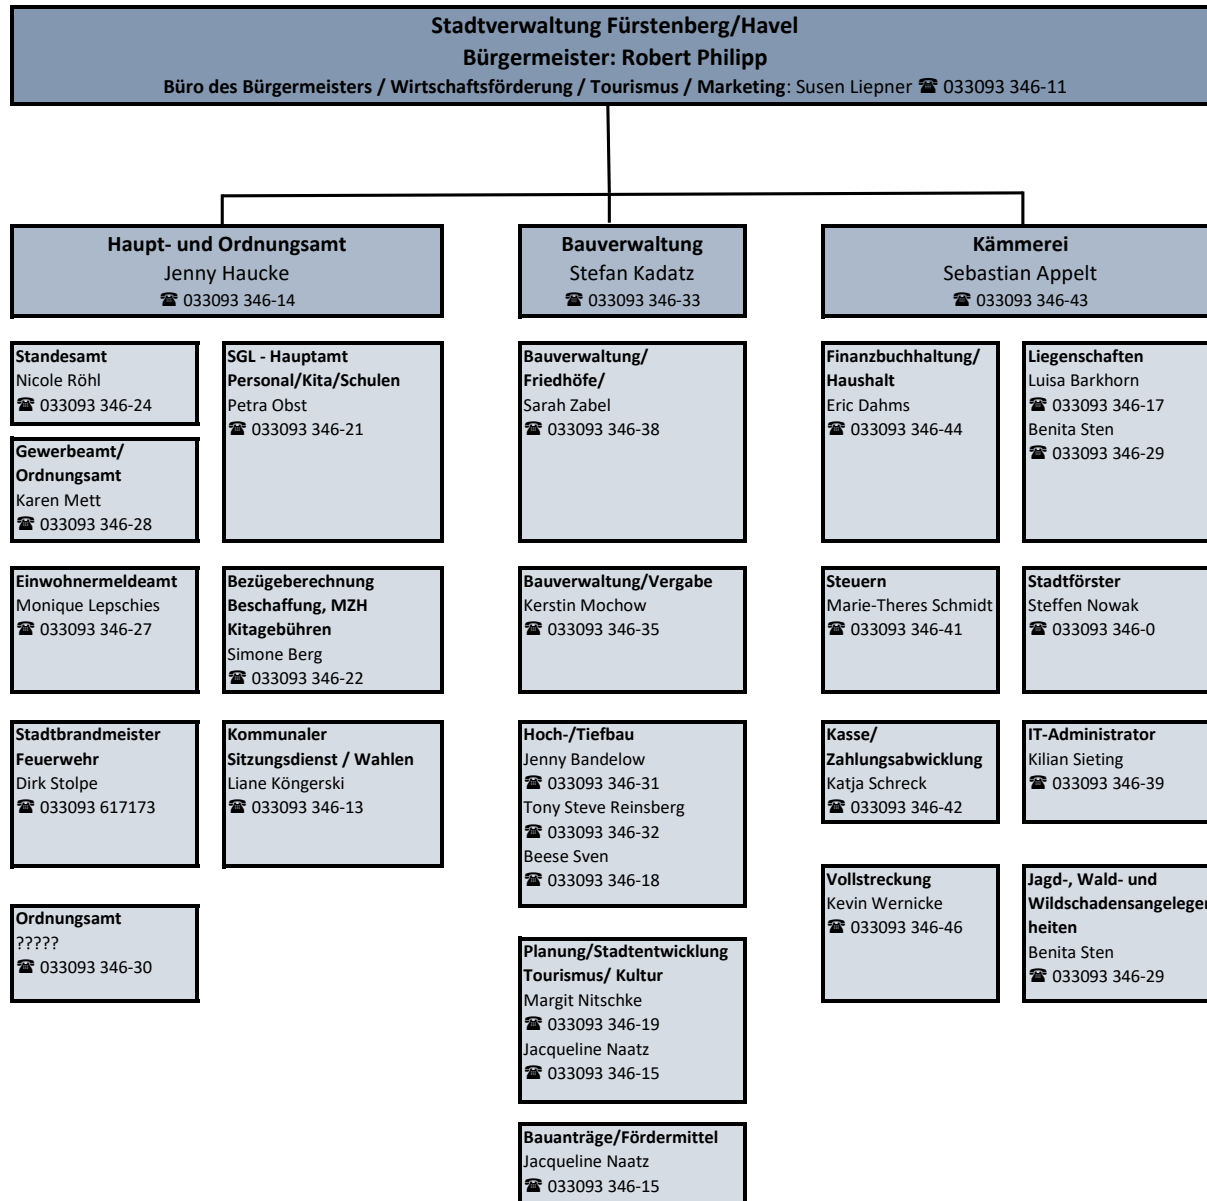 Stadtverwaltung Fürstenberg/Havel
Bürgermeister: Robert Philipp
Büro des Bürgermeisters / Wirtschaftsförderung / Tourismus / Marketing: Susen Liepner ☎ 033093 346-11
Haupt- und Ordnungsamt
Jenny Haucke
☎ 033093 346-14
Standesamt
Nicole Röhl
☎ 033093 346-24
Gewerbeamt/
Ordnungsamt
Karen Mett
☎ 033093 346-28
Einwohnermeldeamt
Monique Lepschies
☎ 033093 346-27
Stadtbrandmeister
Feuerwehr
Dirk Stolpe
☎ 033093 617173
Ordnungsamt
?????
☎ 033093 346-30
SGL - Hauptamt
Personal/Kita/Schulen
Petra Obst
☎ 033093 346-21
Bezügeberechnung
Beschaffung, MZH
Kitagebühren
Simone Berg
☎ 033093 346-22
Kommunaler
Sitzungsdienst / Wahlen
Liane Köngerski
☎ 033093 346-13
Bauverwaltung
Stefan Kadatz
☎ 033093 346-33
Bauverwaltung/
Friedhöfe/
Sarah Zabel
☎ 033093 346-38
Bauverwaltung/Vergabe
Kerstin Mochow
☎ 033093 346-35
Hoch-/Tiefbau
Jenny Bandelow
☎ 033093 346-31
Tony Steve Reinsberg
☎ 033093 346-32
Beese Sven
☎ 033093 346-18
Planung/Stadtentwicklung
Tourismus/ Kultur
Margit Nitschke
☎ 033093 346-19
Jacqueline Naatz
☎ 033093 346-15
Bauanträge/Fördermittel
Jacqueline Naatz
☎ 033093 346-15
Kämmerei
Sebastian Appelt
☎ 033093 346-43
Finanzbuchhaltung/
Haushalt
Eric Dahms
☎ 033093 346-44
Steuern
Marie-Theres Schmidt
☎ 033093 346-41
Kasse/
Zahlungsabwicklung
Katja Schreck
☎ 033093 346-42
Vollstreckung
Kevin Wernicke
☎ 033093 346-46
Liegenschaften
Luisa Barkhorn
☎ 033093 346-17
Benita Sten
☎ 033093 346-29
Stadtförster
Steffen Nowak
☎ 033093 346-0
IT-Administrator
Kilian Sieting
☎ 033093 346-39
Jagd-, Wald- und
Wildschadensangelegen
heiten
Benita Sten
☎ 033093 346-29